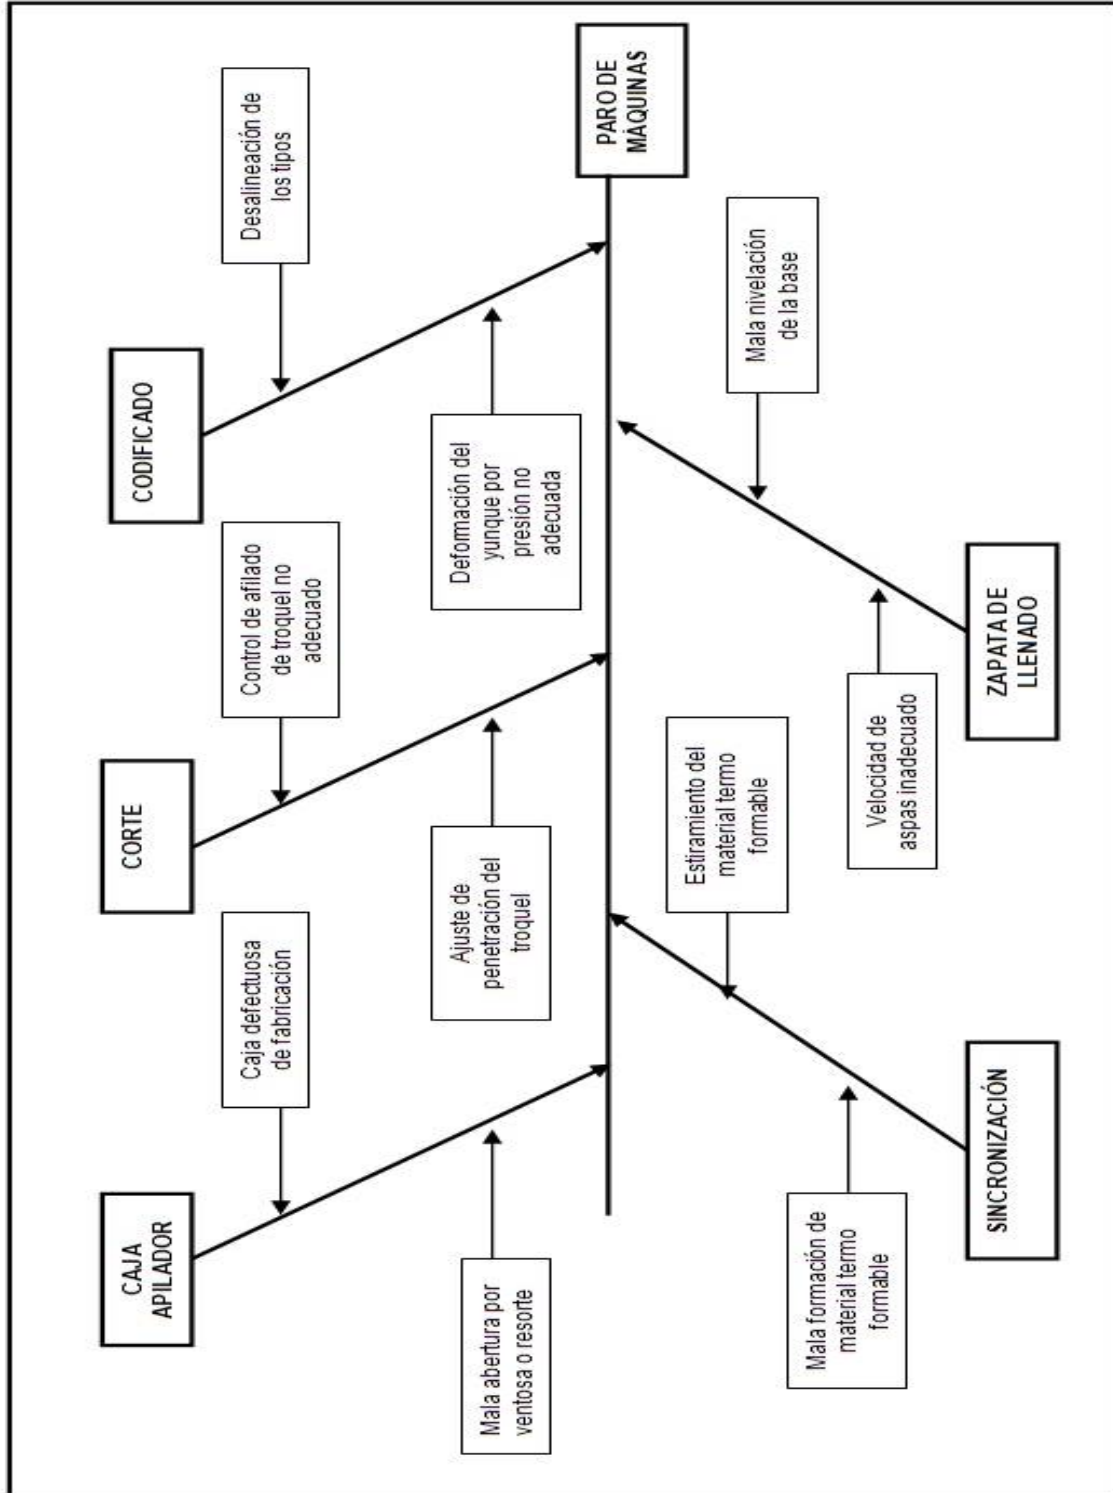 CAJA
APILADOR
CORTE
CODIFICADO
Caja defectuosa
de fabricación
Control de afilado
de troquel no
adecuado
Desalineación de
los tipos
Mala abertura por
ventosa o resorte
Ajuste de
penetración del
troquel
Deformación del
yunque por
presión no
adecuada
PARO DE
MÁQUINAS
Estiramiento del
material termo
formable
Mala nivelación
de la base
Mala formación de
material termo
formable
Velocidad de
aspas inadecuado
SINCRONIZACIÓN
ZAPATA DE
LLENADO